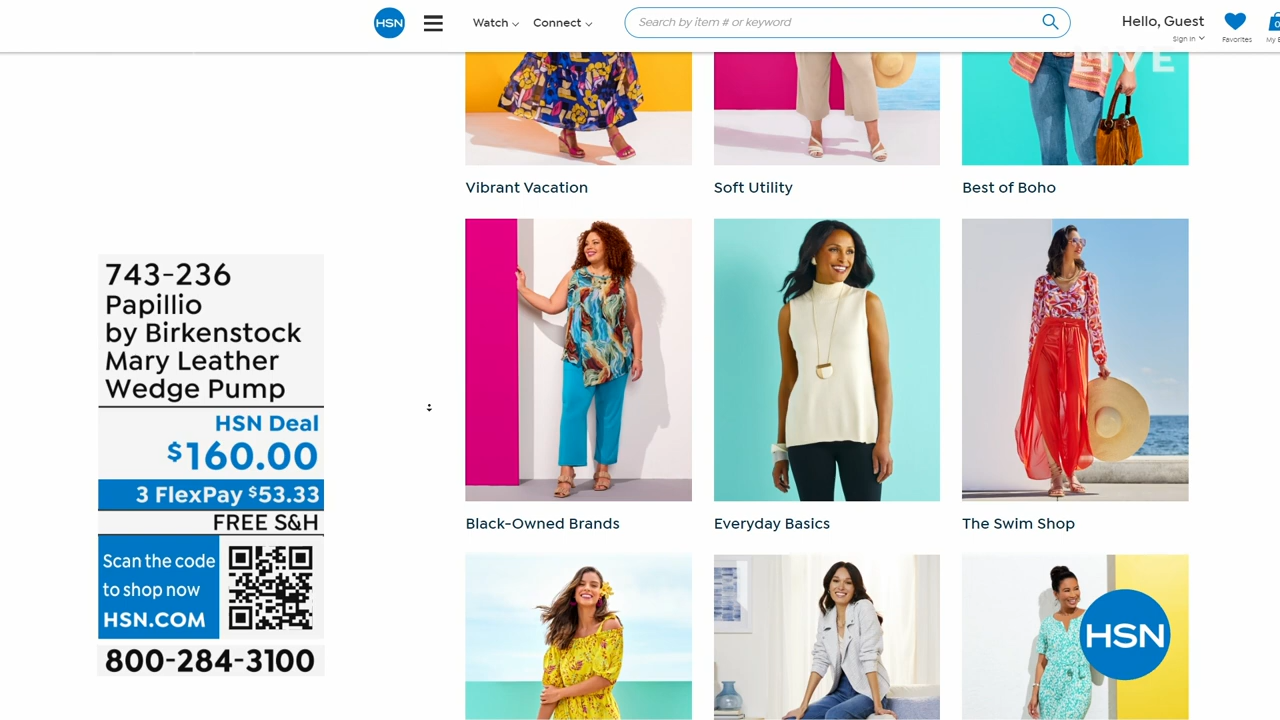 HSN
Watch
Connect
Search by item # or keyword
Hello, Guest
Sign In
Favorites
0
LIVE
Vibrant Vacation
Soft Utility
Best of Boho
743-236
Papillio
by Birkenstock
Mary Leather
Wedge Pump
HSN Deal
$160.00
3 FlexPay $53.33
FREE S&H
Scan the code
to shop now
HSN.COM
800-284-3100
Black-Owned Brands
Everyday Basics
The Swim Shop
HSN